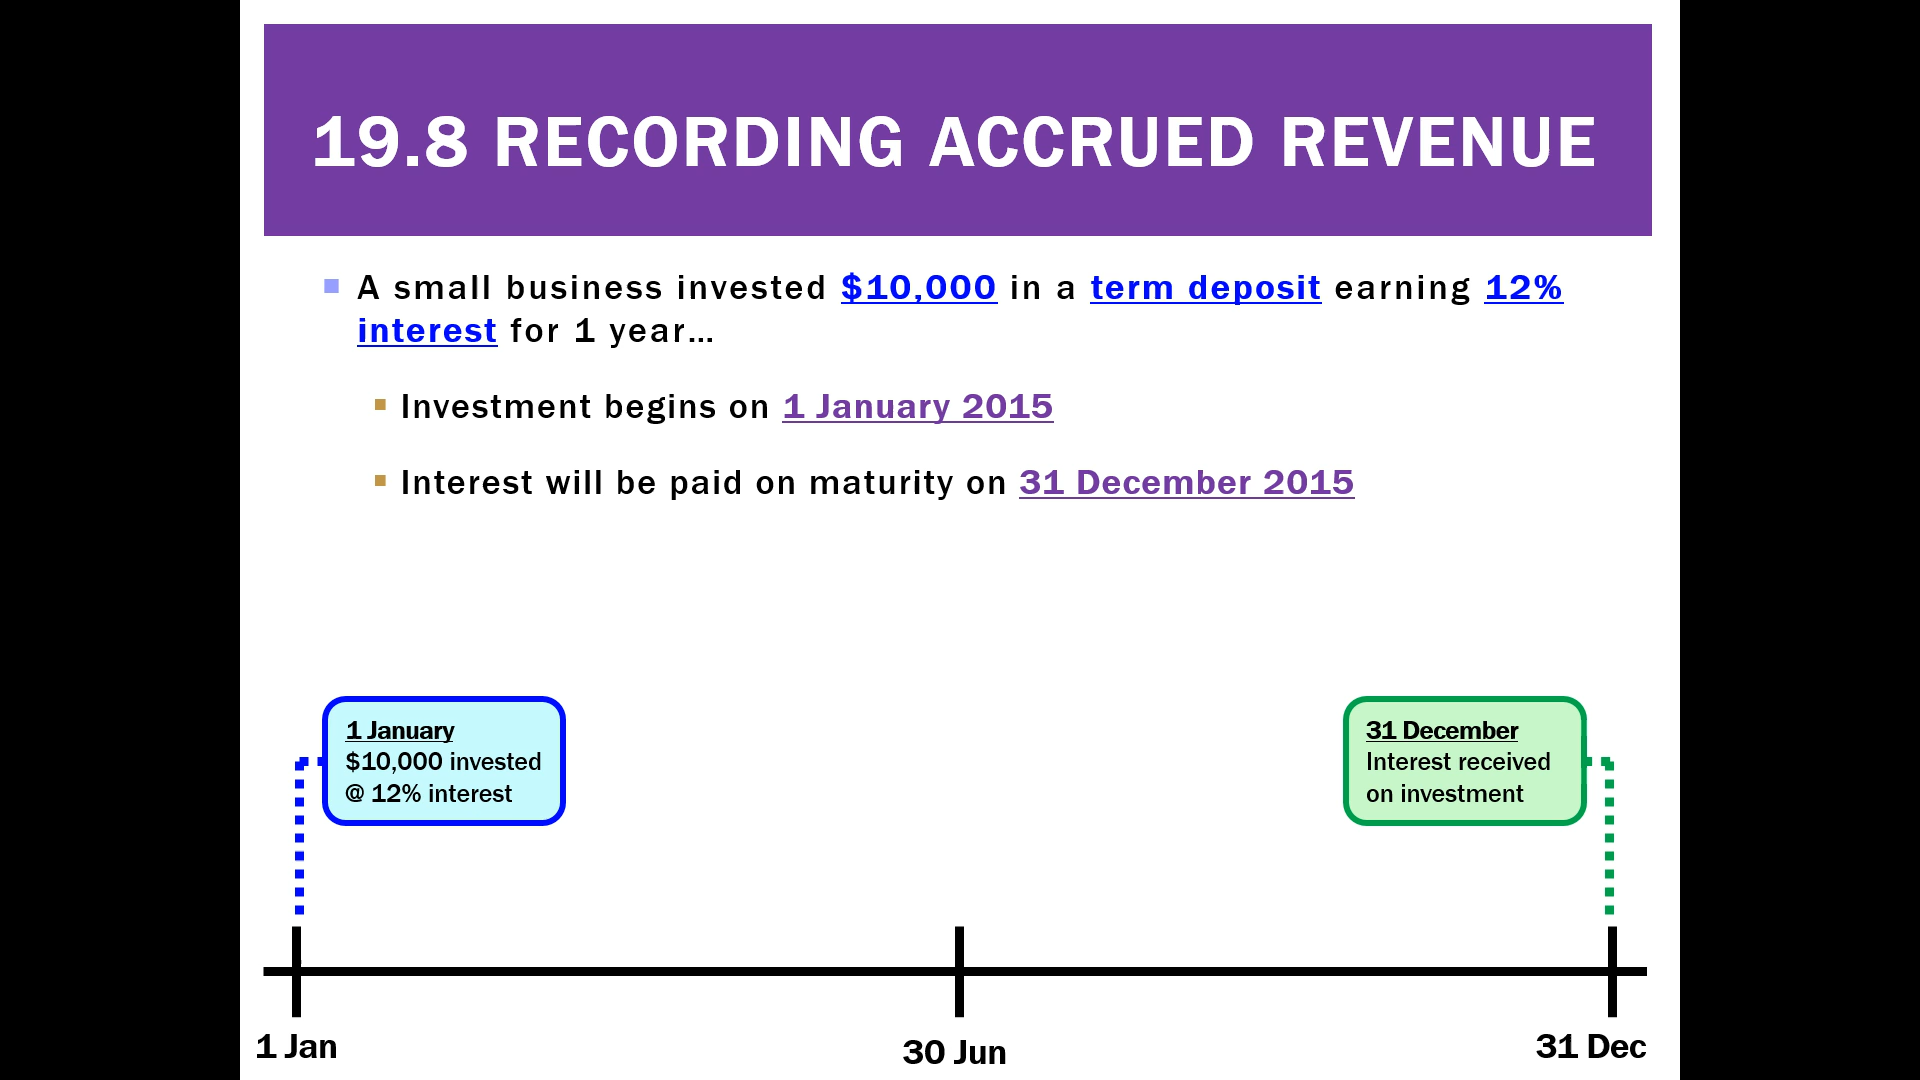 19.8 RECORDING ACCRUED REVENUE
A small business invested $10,000 in a term deposit earning 12%
interest for 1 year…
Investment begins on 1 January 2015
Interest will be paid on maturity on 31 December 2015
1 January
$10,000 invested
@ 12% interest
31 December
Interest received
on investment
1 Jan
30 Jun
31 Dec